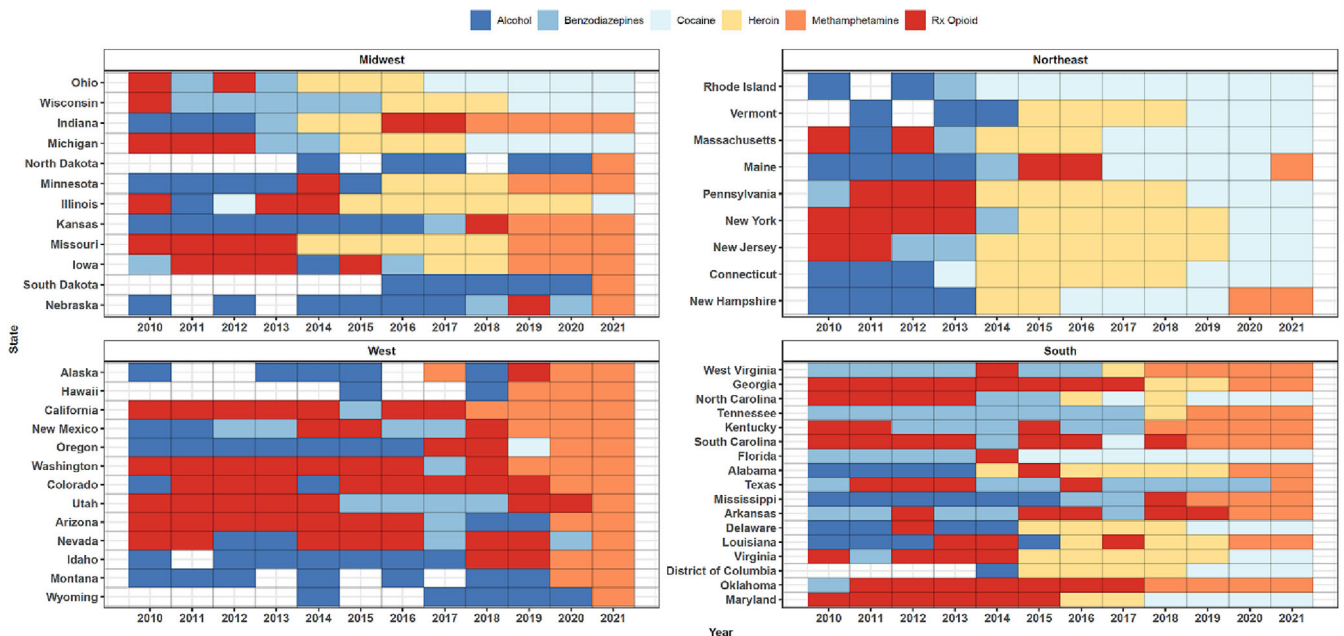 Alcohol Benzodiazepines Cocaine Heroin Methamphetamine Rx Opioid
Midwest
Ohio
Wisconsin
Indiana
Michigan
North Dakota
Minnesota
Illinois
Kansas
Missouri
Iowa
South Dakota
Nebraska
2010 2011 2012 2013 2014 2015 2016 2017 2018 2019 2020 2021
Northeast
Rhode Island
Vermont
Massachusetts
Maine
Pennsylvania
New York
New Jersey
Connecticut
New Hampshire
2010 2011 2012 2013 2014 2015 2016 2017 2018 2019 2020 2021
State
West
Alaska
Hawaii
California
New Mexico
Oregon
Washington
Colorado
Utah
Arizona
Nevada
Idaho
Montana
Wyoming
2010 2011 2012 2013 2014 2015 2016 2017 2018 2019 2020 2021
South
West Virginia
Georgia
North Carolina
Tennessee
Kentucky
South Carolina
Florida
Alabama
Texas
Mississippi
Arkansas
Delaware
Louisiana
Virginia
District of Columbia
Oklahoma
Maryland
2010 2011 2012 2013 2014 2015 2016 2017 2018 2019 2020 2021
Year